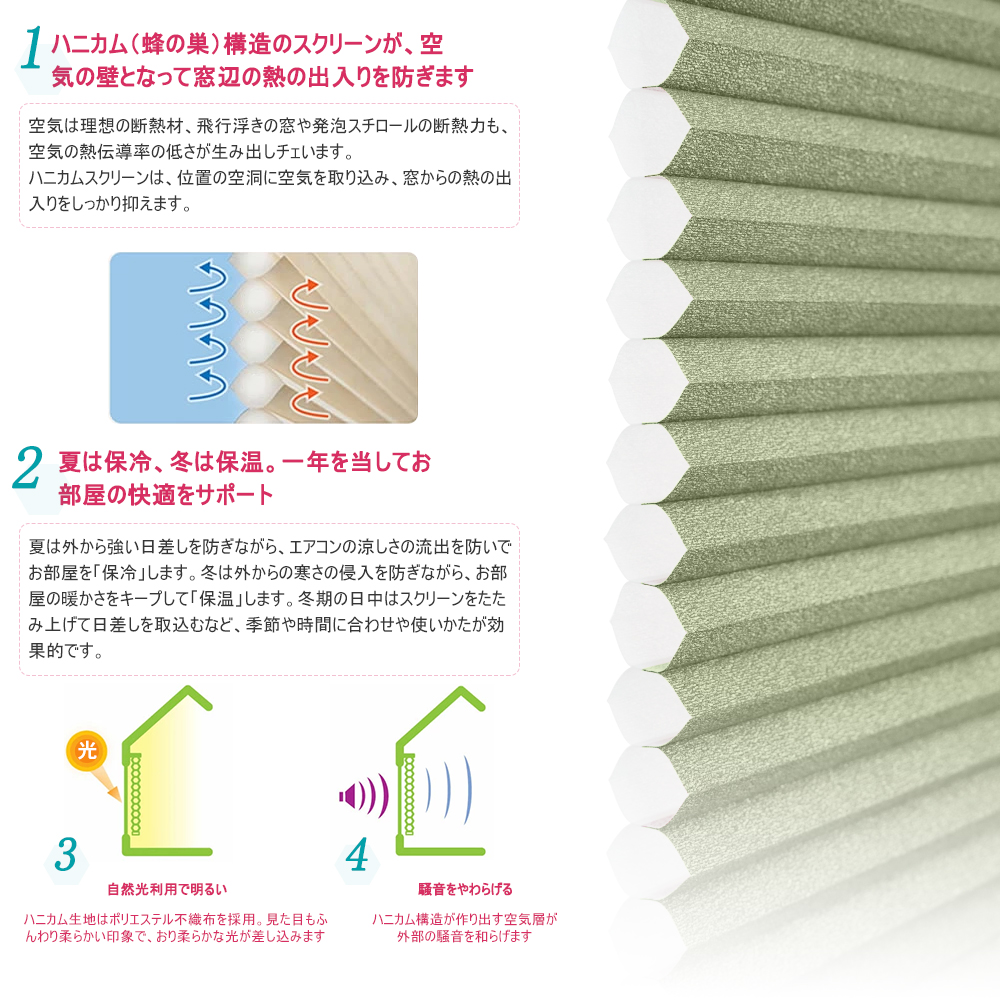 1
ハニカム（蜂の巣）構造のスクリーンが、空
気の壁となって窓辺の熱の出入りを防ぎます
空気は理想の断熱材、飛行浮きの窓や発泡スチロールの断熱力も、
空気の熱伝導率の低さが生み出しチェいます。
ハニカムスクリーンは、位置の空洞に空気を取り込み、窓からの熱の出
入りをしっかり抑えます。
2
夏は保冷、冬は保温。一年を当してお
部屋の快適をサポート
夏は外から強い日差しを防ぎながら、エアコンの涼しさの流出を防いで
お部屋を「保冷」します。冬は外からの寒さの侵入を防ぎながら、お部
屋の暖かさをキープして「保温」します。冬期の日中はスクリーンをたた
み上げて日差しを取込むなど、季節や時間に合わせや使いかたが効
果的です。
光
3
自然光利用で明るい
ハニカム生地はポリエステル不織布を採用。見た目もふ
んわり柔らかい印象で、おり柔らかな光が差し込みます
4
騒音をやわらげる
ハニカム構造が作り出す空気層が
外部の騒音を和らげます